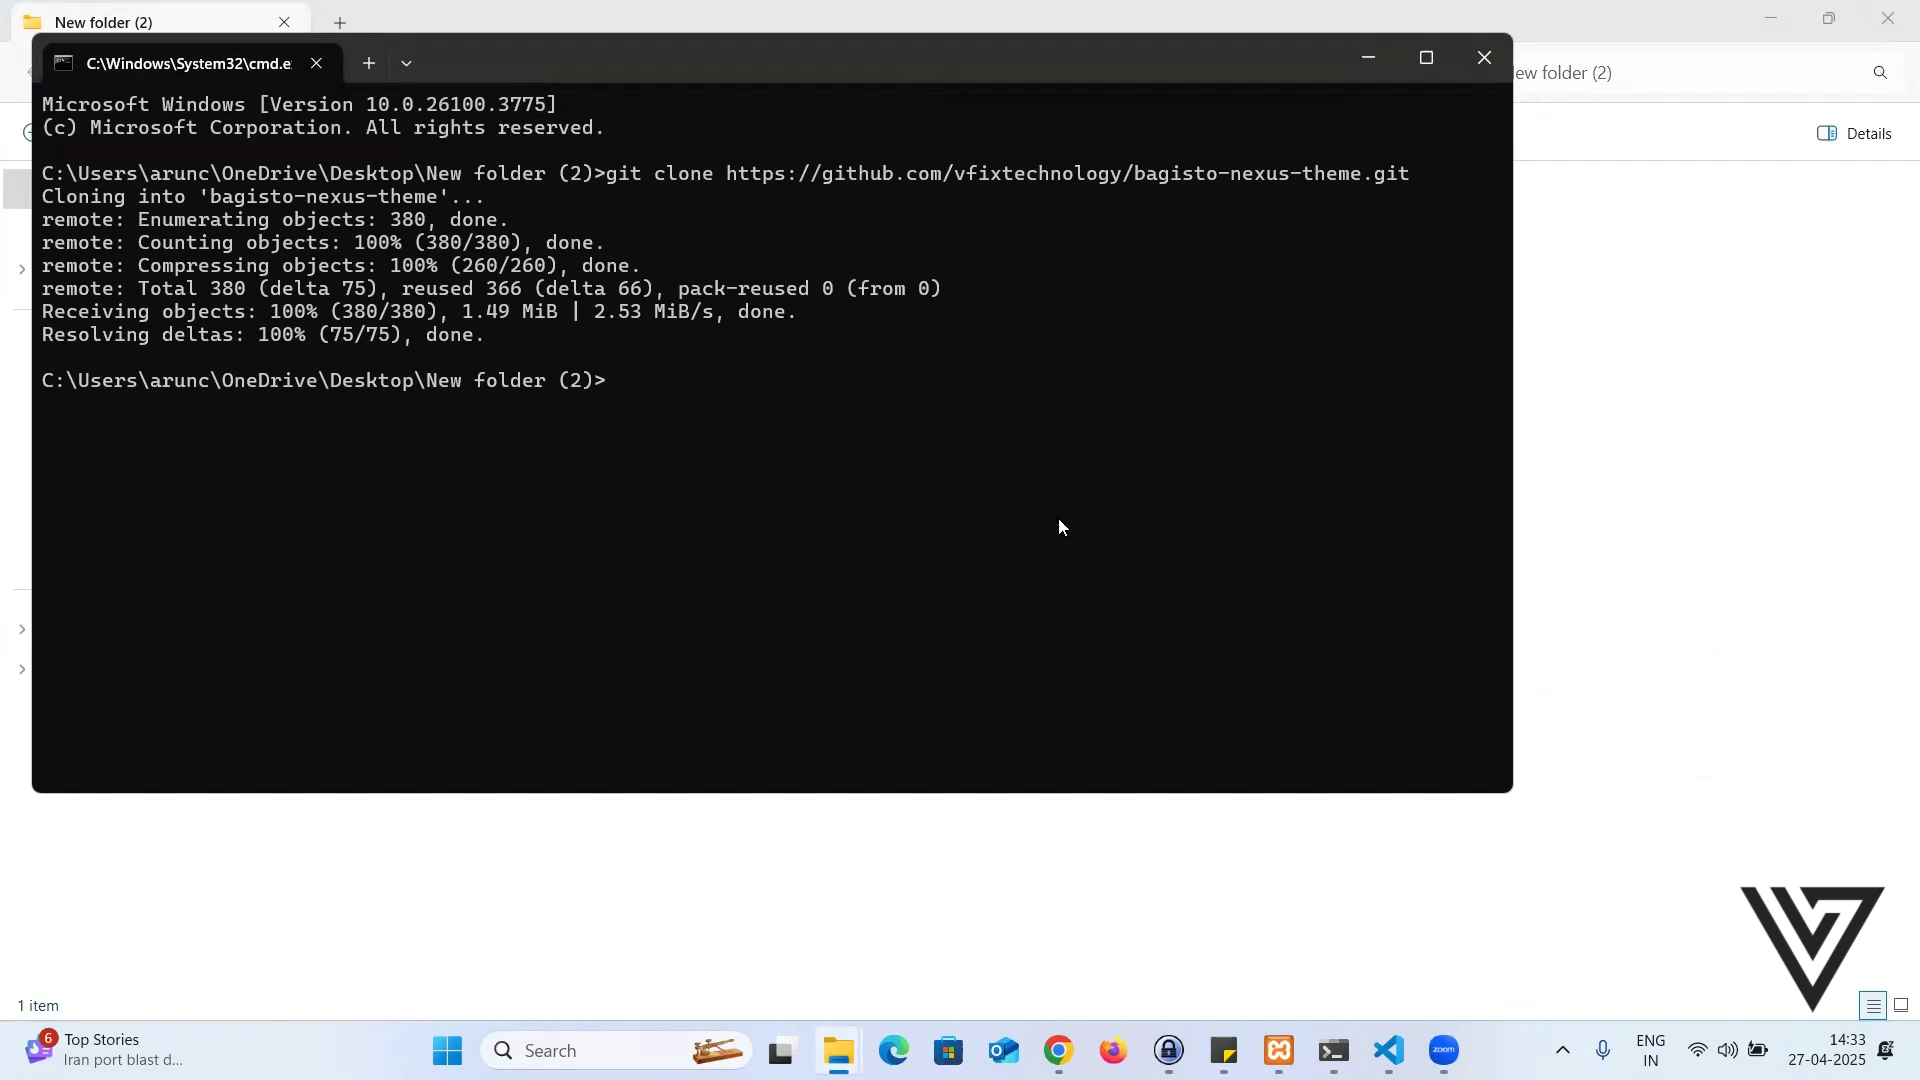 New folder (2)
C:\Windows\System32\cmd.e
ew folder (2)
Details
Microsoft Windows [Version 10.0.26100.3775]
(c) Microsoft Corporation. All rights reserved.
C:\Users\arunc\OneDrive\Desktop\New folder (2)>git clone https://github.com/vfixtechnology/bagisto-nexus-theme.git
Cloning into 'bagisto-nexus-theme'...
remote: Enumerating objects: 380, done.
remote: Counting objects: 100% (380/380), done.
remote: Compressing objects: 100% (260/260), done.
remote: Total 380 (delta 75), reused 366 (delta 66), pack-reused 0 (from 0)
Receiving objects: 100% (380/380), 1.49 MiB | 2.53 MiB/s, done.
Resolving deltas: 100% (75/75), done.
C:\Users\arunc\OneDrive\Desktop\New folder (2)>
1 item
6
Top Stories
Iran port blast d...
Search
zoom
ENG
IN
14:33
27-04-2025